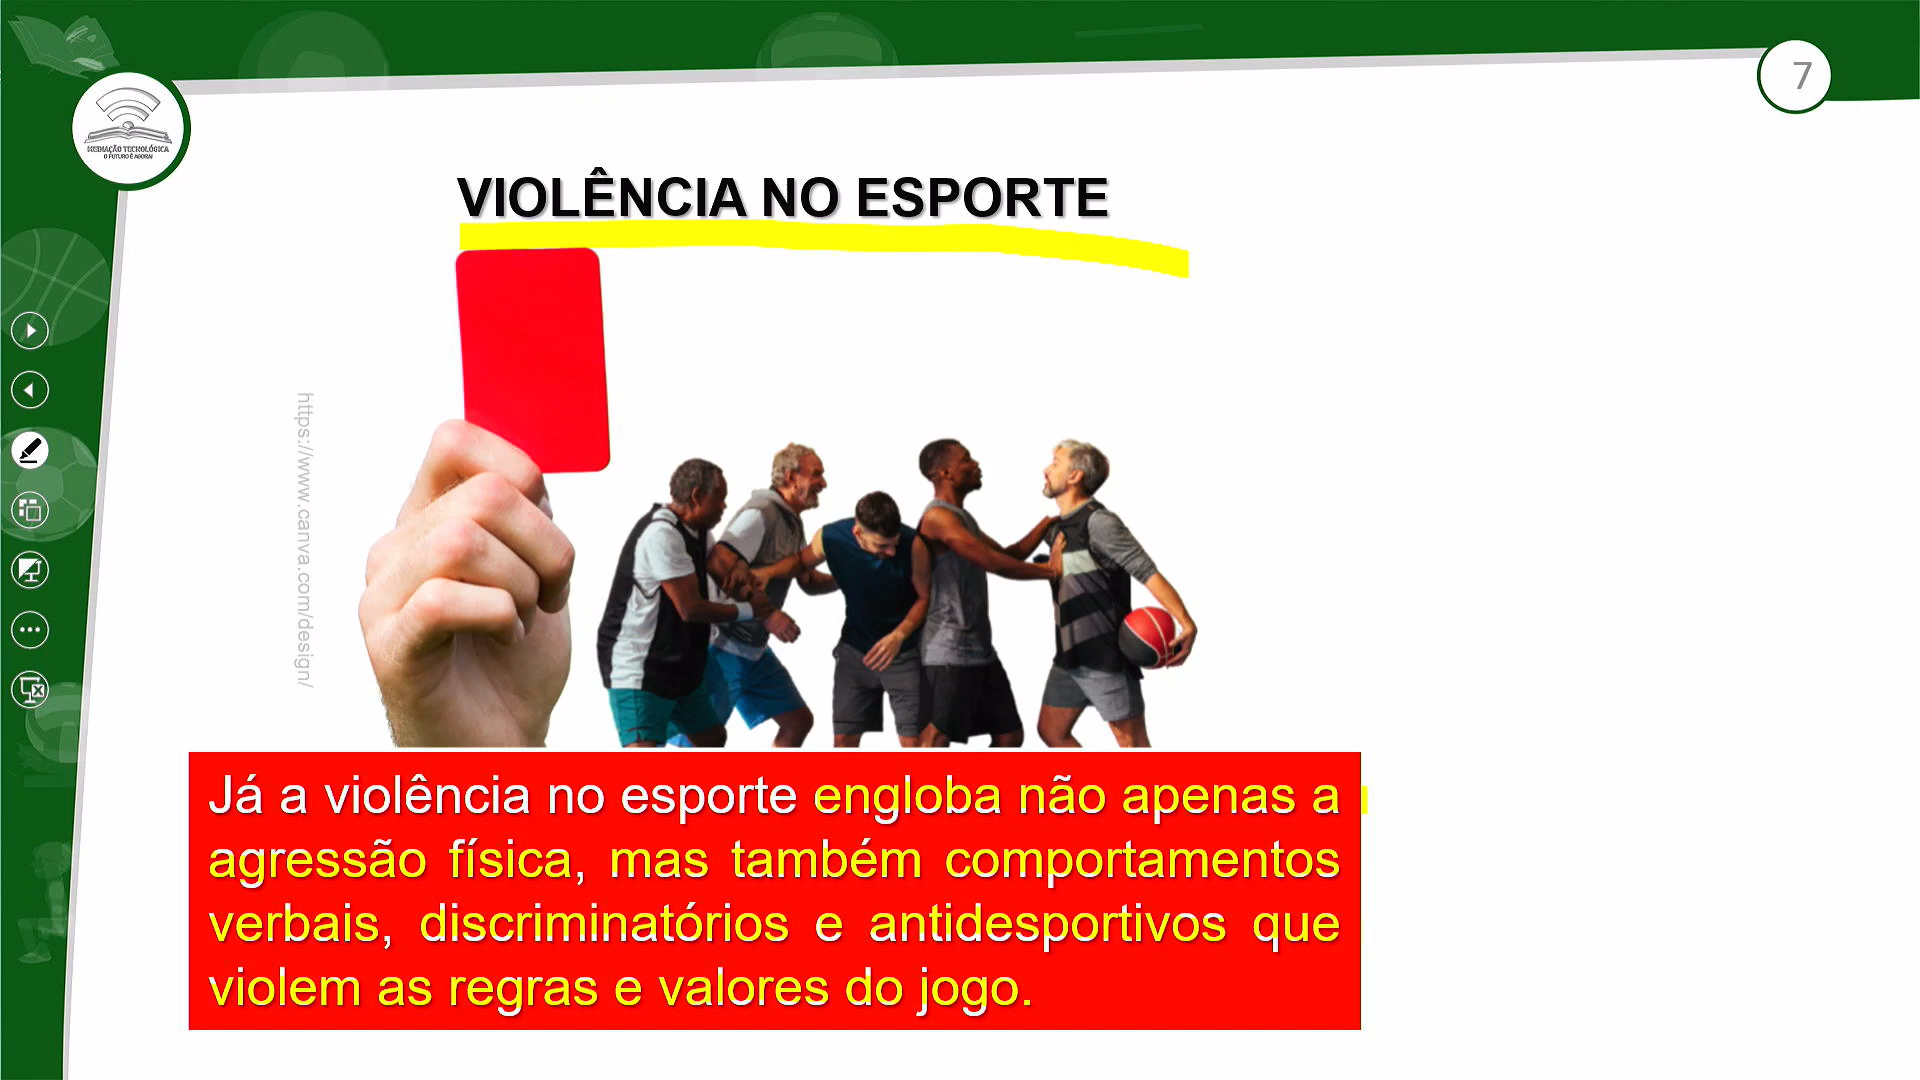 7
MEDIAÇÃO TECNOLÓGICA
O FUTURO É AGORA!
VIOLÊNCIA NO ESPORTE
https://www.canva.com/design/
Já a violência no esporte engloba não apenas a
agressão física, mas também comportamentos
verbais, discriminatórios e antidesportivos que
violem as regras e valores do jogo.